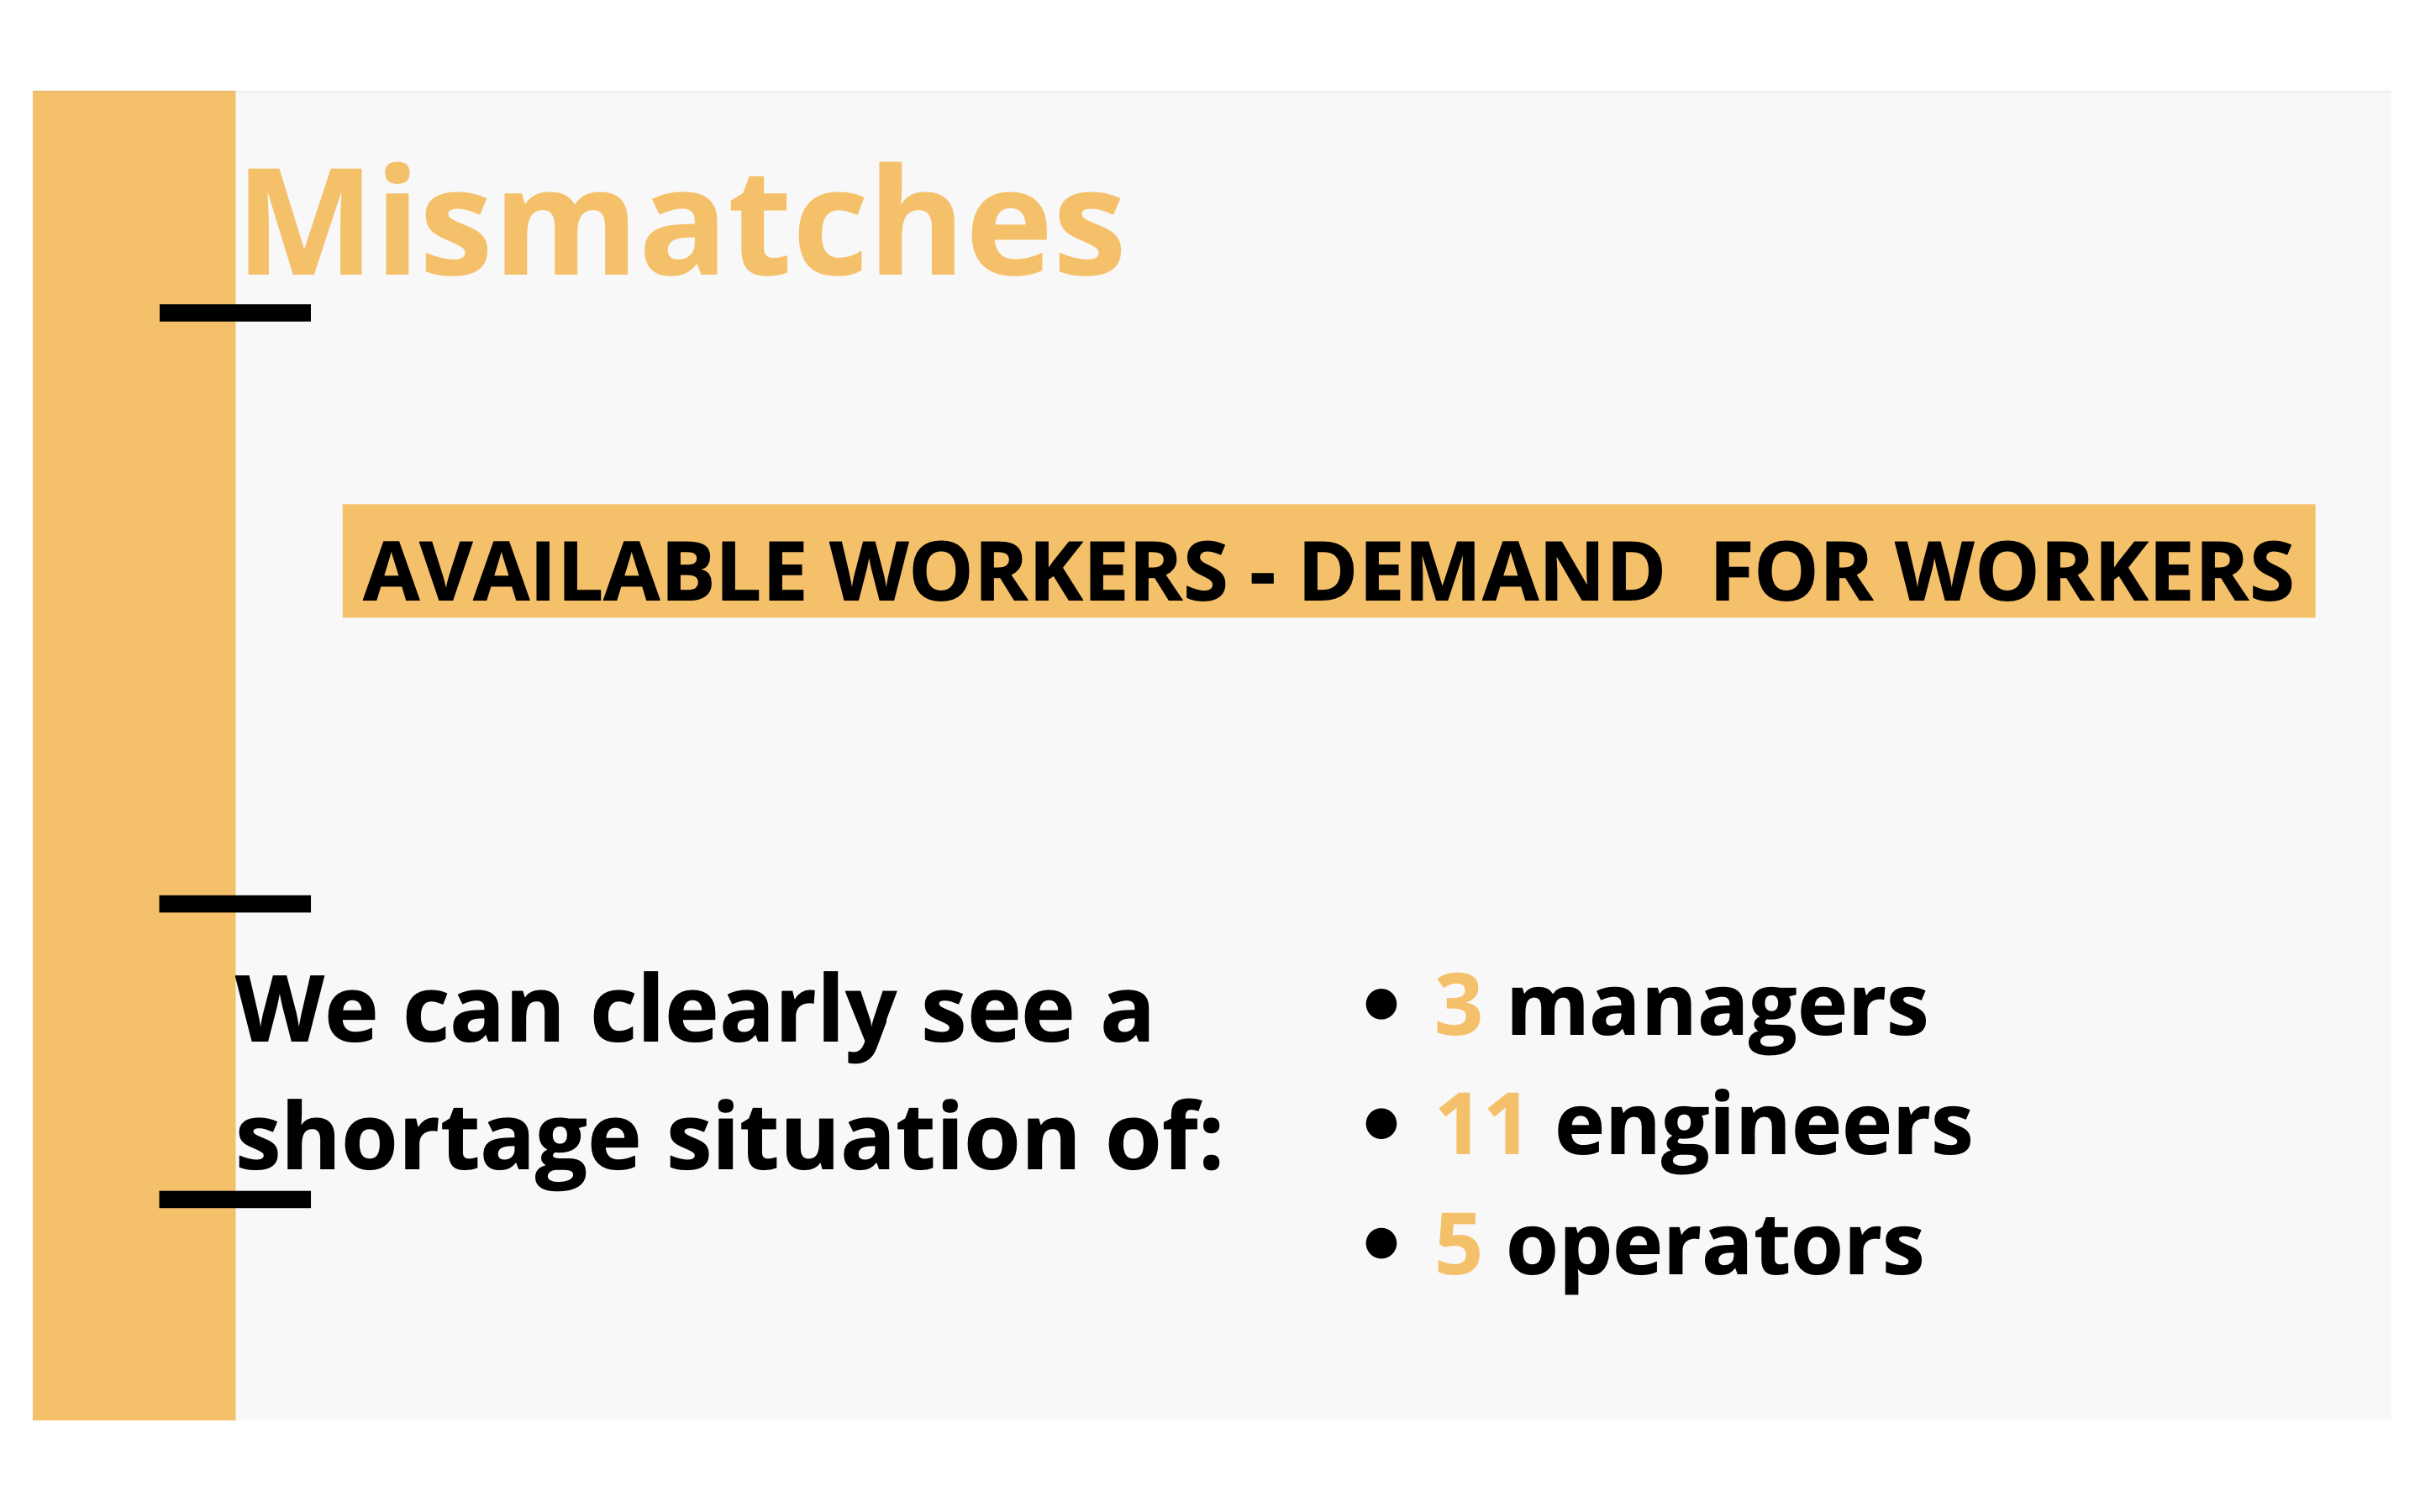 Mismatches
AVAILABLE WORKERS - DEMAND  FOR WORKERS
We can clearly see a
shortage situation of:
• 3 managers
• 11 engineers
• 5 operators